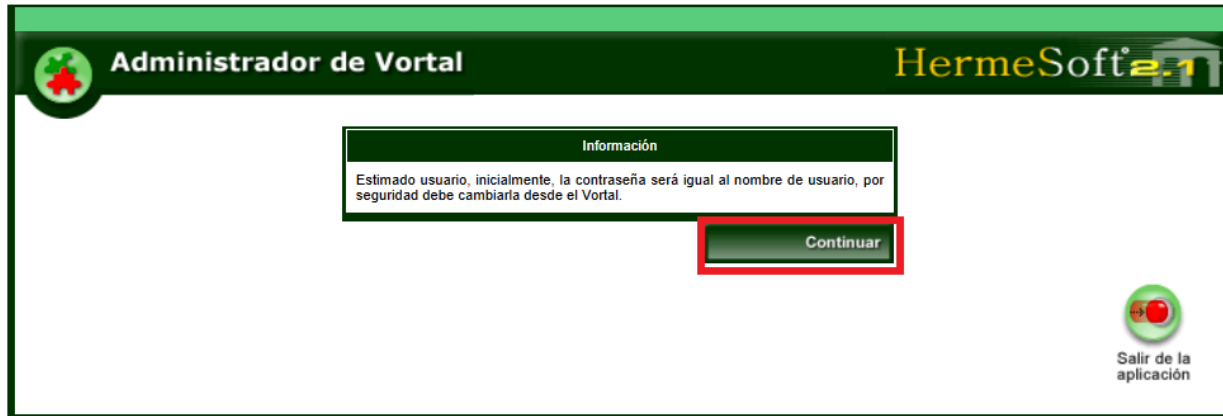 Administrador de Vortal
HermeSoft° 2.1
Información
Estimado usuario, inicialmente, la contraseña será igual al nombre de usuario, por
seguridad debe cambiarla desde el Vortal.
Continuar
Salir de la
aplicación